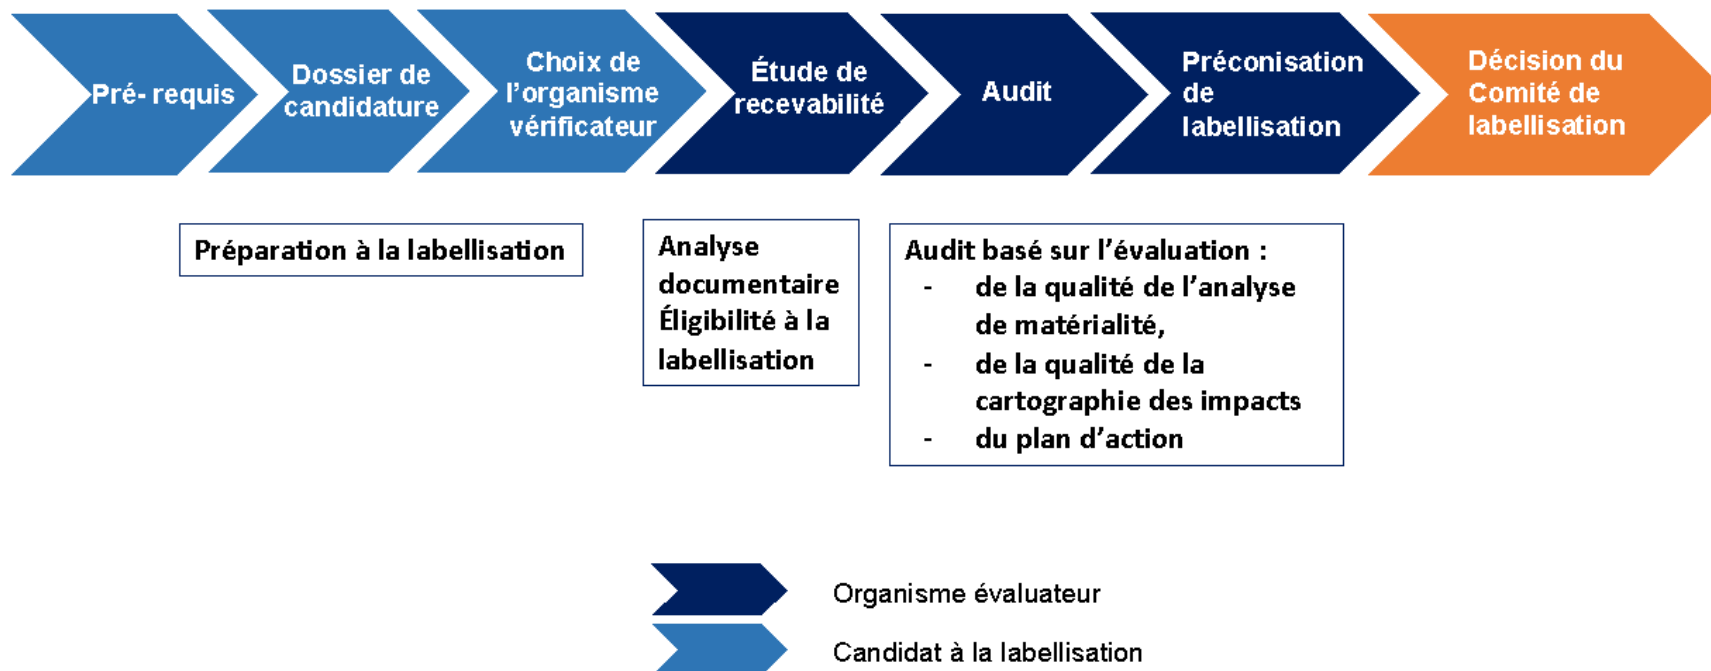 Pré- requis
Dossier de
candidature
Choix de
l'organisme
vérificateur
Étude de
recevabilité
Audit
Préconisation
de
labellisation
Décision du
Comité de
labellisation
Préparation à la labellisation
Analyse
documentaire
Éligibilité à la
labellisation
Audit basé sur l'évaluation :
- de la qualité de l'analyse
de matérialité,
- de la qualité de la
cartographie des impacts
- du plan d'action
Organisme évaluateur
Candidat à la labellisation